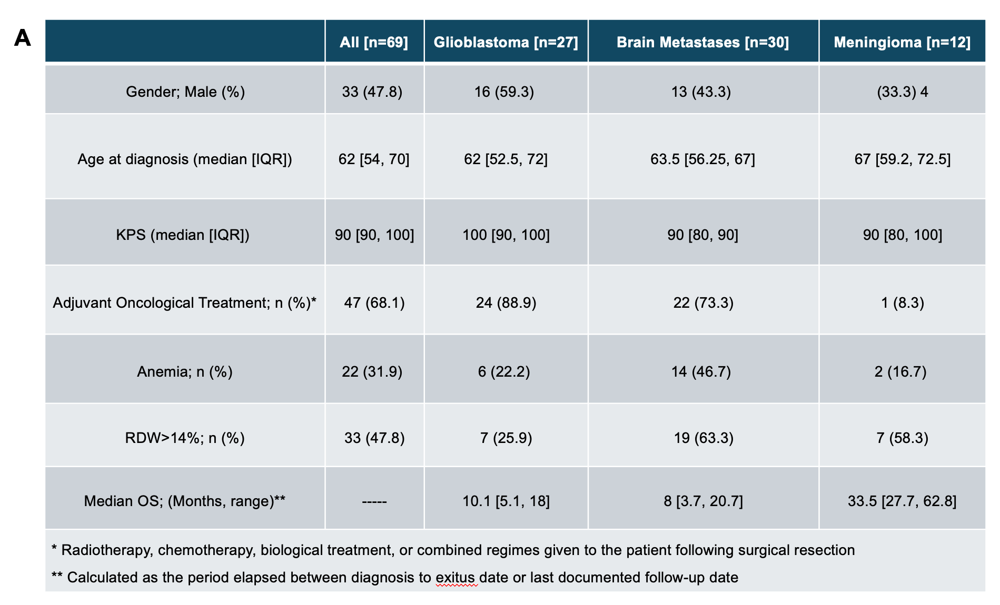 A
All [n=69] Glioblastoma [n=27] Brain Metastases [n=30] Meningioma [n=12]
Gender; Male (%) 33 (47.8) 16 (59.3) 13 (43.3) (33.3) 4
Age at diagnosis (median [IQR]) 62 [54, 70] 62 [52.5, 72] 63.5 [56.25, 67] 67 [59.2, 72.5]
KPS (median [IQR]) 90 [90, 100] 100 [90, 100] 90 [80, 90] 90 [80, 100]
Adjuvant Oncological Treatment; n (%)* 47 (68.1) 24 (88.9) 22 (73.3) 1 (8.3)
Anemia; n (%) 22 (31.9) 6 (22.2) 14 (46.7) 2 (16.7)
RDW>14%; n (%) 33 (47.8) 7 (25.9) 19 (63.3) 7 (58.3)
Median OS; (Months, range)** ----- 10.1 [5.1, 18] 8 [3.7, 20.7] 33.5 [27.7, 62.8]
* Radiotherapy, chemotherapy, biological treatment, or combined regimes given to the patient following surgical resection
** Calculated as the period elapsed between diagnosis to exitus date or last documented follow-up date